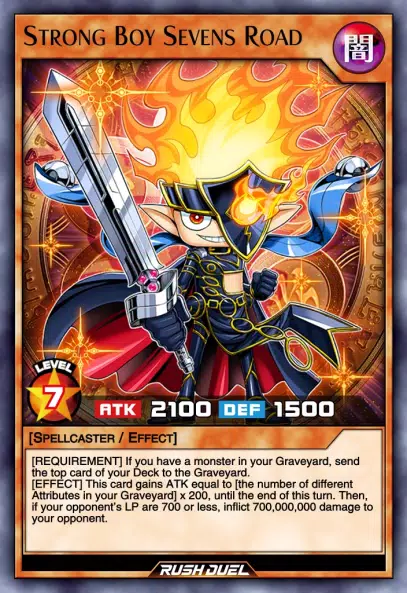 STRONG BOY SEVENS ROAD
闇
LEVEL
7
ATK 2100 DEF 1500
[SPELLCASTER / EFFECT]
[REQUIREMENT] If you have a monster in your Graveyard, send
the top card of your Deck to the Graveyard.
[EFFECT] This card gains ATK equal to [the number of different
Attributes in your Graveyard] x 200, until the end of this turn. Then,
if your opponent's LP are 700 or less, inflict 700,000,000 damage to
your opponent.
RUSH DUEL